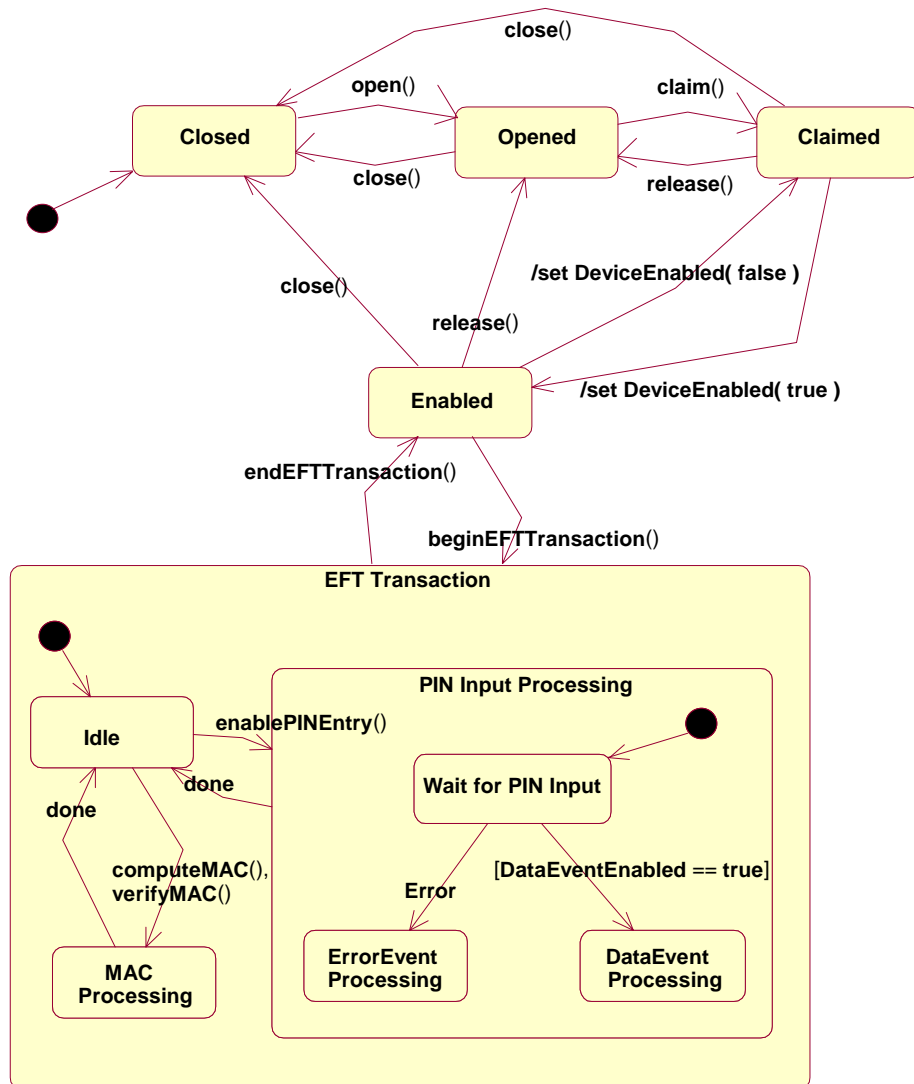 close()
open()
claim()
Closed
Opened
Claimed
close()
release()
/set DeviceEnabled( false )
close()
release()
/set DeviceEnabled( true )
Enabled
endEFTTransaction()
beginEFTTransaction()
EFT Transaction
PIN Input Processing
enablePINEntry()
Idle
done
Wait for PIN Input
done
computeMAC(),
verifyMAC()
[DataEventEnabled == true]
Error
ErrorEvent
Processing
DataEvent
Processing
MAC
Processing